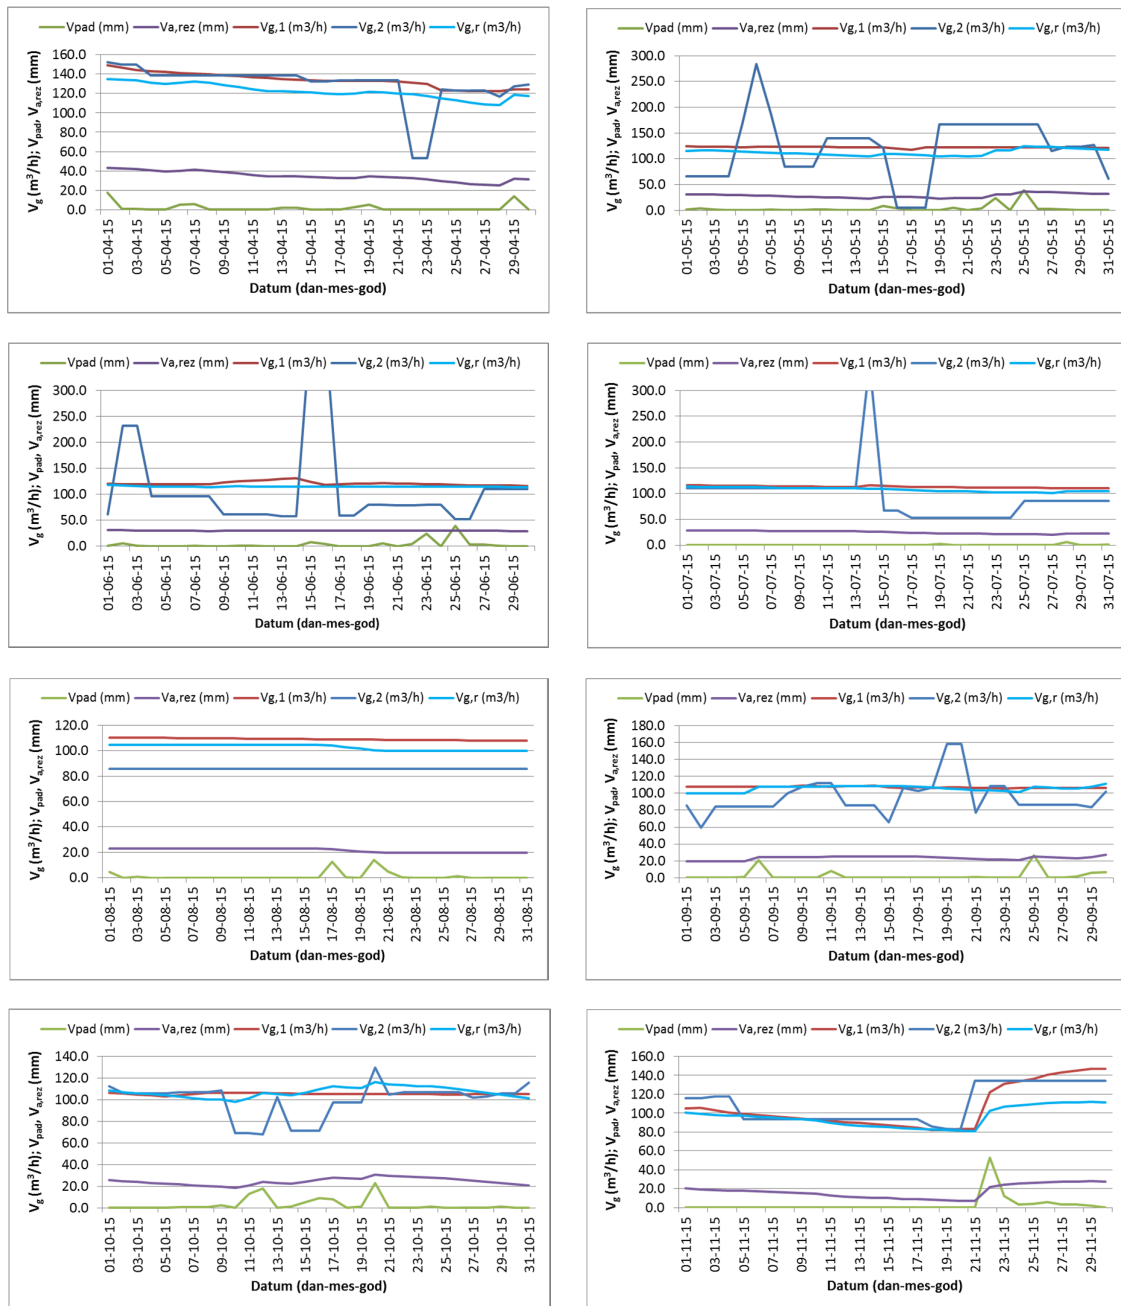 Vpad (mm) Va,rez (mm) Vg,1 (m3/h) Vg,2 (m3/h) Vg,r (m3/h)
Vg (m³/h); Vpad, Va,rez (mm)
160.0
140.0
120.0
100.0
80.0
60.0
40.0
20.0
0.0
01-04-15 03-04-15 05-04-15 07-04-15 09-04-15 11-04-15 13-04-15 15-04-15 17-04-15 19-04-15 21-04-15 23-04-15 25-04-15 27-04-15 29-04-15
Datum (dan-mes-god)
Vpad (mm) Va,rez (mm) Vg,1 (m3/h) Vg,2 (m3/h) Vg,r (m3/h)
Vg (m³/h); Vpad, Va,rez (mm)
300.0
250.0
200.0
150.0
100.0
50.0
0.0
01-05-15 03-05-15 05-05-15 07-05-15 09-05-15 11-05-15 13-05-15 15-05-15 17-05-15 19-05-15 21-05-15 23-05-15 25-05-15 27-05-15 29-05-15 31-05-15
Datum (dan-mes-god)
Vpad (mm) Va,rez (mm) Vg,1 (m3/h) Vg,2 (m3/h) Vg,r (m3/h)
Vg (m³/h); Vpad, Va,rez (mm)
300.0
250.0
200.0
150.0
100.0
50.0
0.0
01-06-15 03-06-15 05-06-15 07-06-15 09-06-15 11-06-15 13-06-15 15-06-15 17-06-15 19-06-15 21-06-15 23-06-15 25-06-15 27-06-15 29-06-15
Datum (dan-mes-god)
Vpad (mm) Va,rez (mm) Vg,1 (m3/h) Vg,2 (m3/h) Vg,r (m3/h)
Vg (m³/h); Vpad, Va,rez (mm)
300.0
250.0
200.0
150.0
100.0
50.0
0.0
01-07-15 03-07-15 05-07-15 07-07-15 09-07-15 11-07-15 13-07-15 15-07-15 17-07-15 19-07-15 21-07-15 23-07-15 25-07-15 27-07-15 29-07-15 31-07-15
Datum (dan-mes-god)
Vpad (mm) Va,rez (mm) Vg,1 (m3/h) Vg,2 (m3/h) Vg,r (m3/h)
Vg (m³/h); Vpad, Va,rez (mm)
120.0
100.0
80.0
60.0
40.0
20.0
0.0
01-08-15 03-08-15 05-08-15 07-08-15 09-08-15 11-08-15 13-08-15 15-08-15 17-08-15 19-08-15 21-08-15 23-08-15 25-08-15 27-08-15 29-08-15 31-08-15
Datum (dan-mes-god)
Vpad (mm) Va,rez (mm) Vg,1 (m3/h) Vg,2 (m3/h) Vg,r (m3/h)
Vg (m³/h); Vpad, Va,rez (mm)
180.0
160.0
140.0
120.0
100.0
80.0
60.0
40.0
20.0
0.0
01-09-15 03-09-15 05-09-15 07-09-15 09-09-15 11-09-15 13-09-15 15-09-15 17-09-15 19-09-15 21-09-15 23-09-15 25-09-15 27-09-15 29-09-15
Datum (dan-mes-god)
Vpad (mm) Va,rez (mm) Vg,1 (m3/h) Vg,2 (m3/h) Vg,r (m3/h)
Vg (m³/h); Vpad, Va,rez (mm)
140.0
120.0
100.0
80.0
60.0
40.0
20.0
0.0
01-10-15 03-10-15 05-10-15 07-10-15 09-10-15 11-10-15 13-10-15 15-10-15 17-10-15 19-10-15 21-10-15 23-10-15 25-10-15 27-10-15 29-10-15 31-10-15
Datum (dan-mes-god)
Vpad (mm) Va,rez (mm) Vg,1 (m3/h) Vg,2 (m3/h) Vg,r (m3/h)
Vg (m³/h); Vpad, Va,rez (mm)
160.0
140.0
120.0
100.0
80.0
60.0
40.0
20.0
0.0
01-11-15 03-11-15 05-11-15 07-11-15 09-11-15 11-11-15 13-11-15 15-11-15 17-11-15 19-11-15 21-11-15 23-11-15 25-11-15 27-11-15 29-11-15
Datum (dan-mes-god)